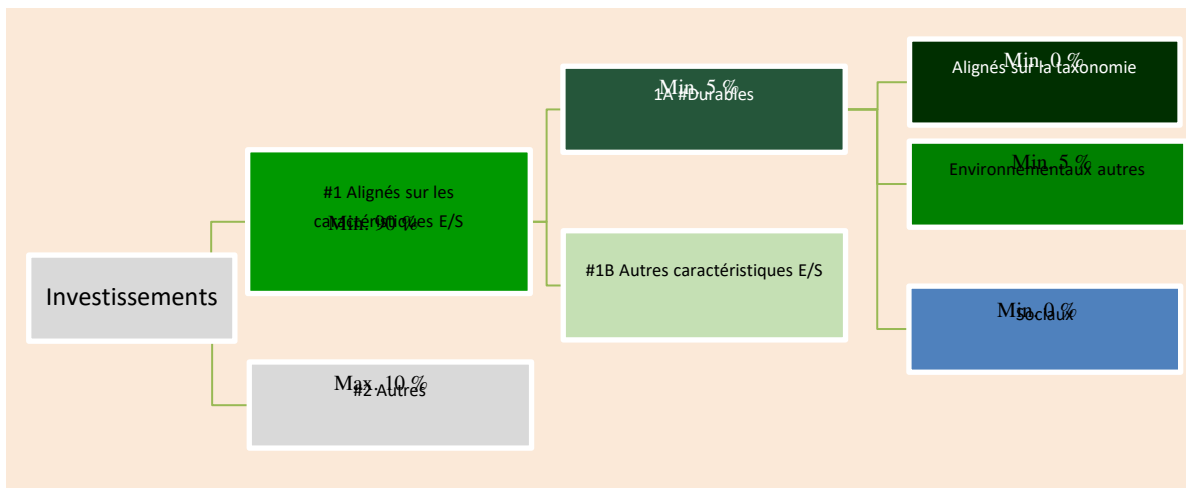 Investissements
#1 Alignés sur les
caractéristiques E/S
Min. 90 %
#2 Autres
Max. 10 %
1A #Durables
Min. 5 %
#1B Autres caractéristiques E/S
Alignés sur la taxonomie
Min. 0 %
Environnementaux autres
Min. 5 %
Sociaux
Min. 0 %